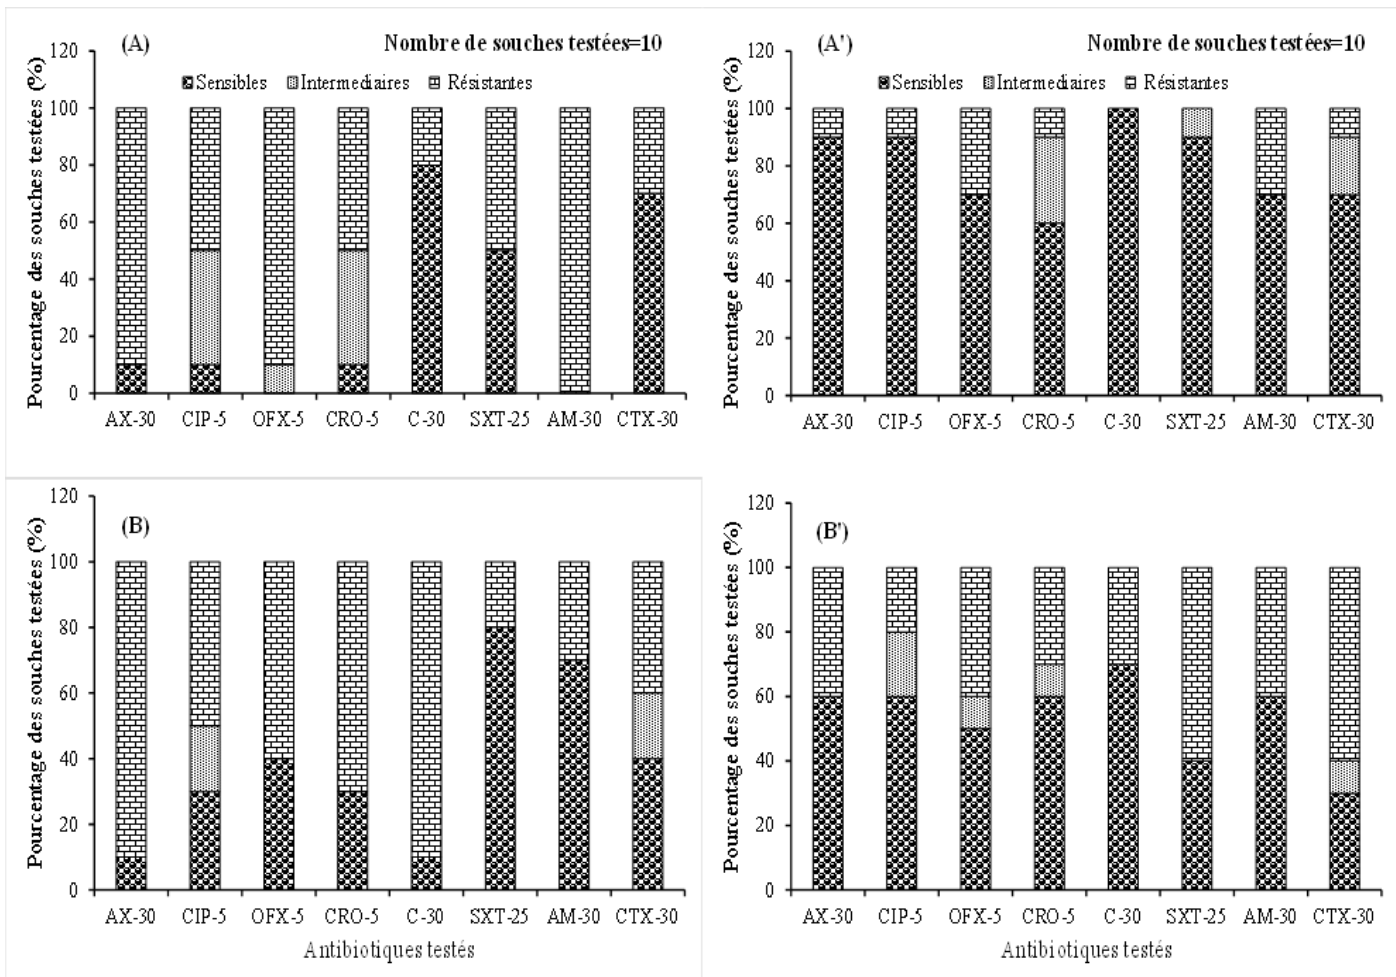 (A) Nombre de souches testées=10
Sensibles Intermediaires Résistantes
Pourcentage des souches testées (%)
120
100
80
60
40
20
0
AX-30 CIP-5 OFX-5 CRO-5 C-30 SXT-25 AM-30 CTX-30
(A') Nombre de souches testées=10
Sensibles Intermediaires Résistantes
Pourcentage des souches testées (%)
120
100
80
60
40
20
0
AX-30 CIP-5 OFX-5 CRO-5 C-30 SXT-25 AM-30 CTX-30
(B)
Pourcentage des souches testées (%)
120
100
80
60
40
20
0
AX-30 CIP-5 OFX-5 CRO-5 C-30 SXT-25 AM-30 CTX-30
Antibiotiques testés
(B')
Pourcentage des souches testées (%)
120
100
80
60
40
20
0
AX-30 CIP-5 OFX-5 CRO-5 C-30 SXT-25 AM-30 CTX-30
Antibiotiques testés